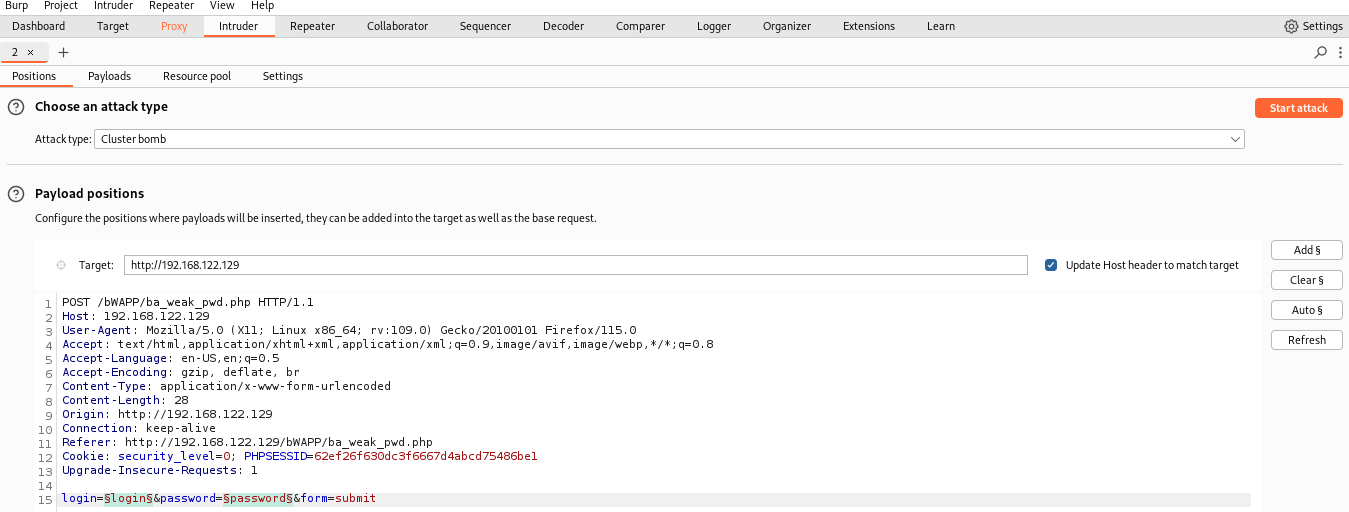 Burp Project Intruder Repeater View Help
Dashboard Target Proxy Intruder Repeater Collaborator Sequencer Decoder Comparer Logger Organizer Extensions Learn Settings
2 × +
Positions Payloads Resource pool Settings
? Choose an attack type Start attack
Attack type: Cluster bomb
? Payload positions
Configure the positions where payloads will be inserted, they can be added into the target as well as the base request.
Target: http://192.168.122.129 Update Host header to match target
Add §
Clear §
Auto §
Refresh
1 POST /bWAPP/ba_weak_pwd.php HTTP/1.1
2 Host: 192.168.122.129
3 User-Agent: Mozilla/5.0 (X11; Linux x86_64; rv:109.0) Gecko/20100101 Firefox/115.0
4 Accept: text/html,application/xhtml+xml,application/xml;q=0.9,image/avif,image/webp,*/*;q=0.8
5 Accept-Language: en-US,en;q=0.5
6 Accept-Encoding: gzip, deflate, br
7 Content-Type: application/x-www-form-urlencoded
8 Content-Length: 28
9 Origin: http://192.168.122.129
10 Connection: keep-alive
11 Referer: http://192.168.122.129/bWAPP/ba_weak_pwd.php
12 Cookie: security_level=0; PHPSESSID=62ef26f630dc3f6667d4abcd75486be1
13 Upgrade-Insecure-Requests: 1
14
15 login=§login§&password=§password§&form=submit